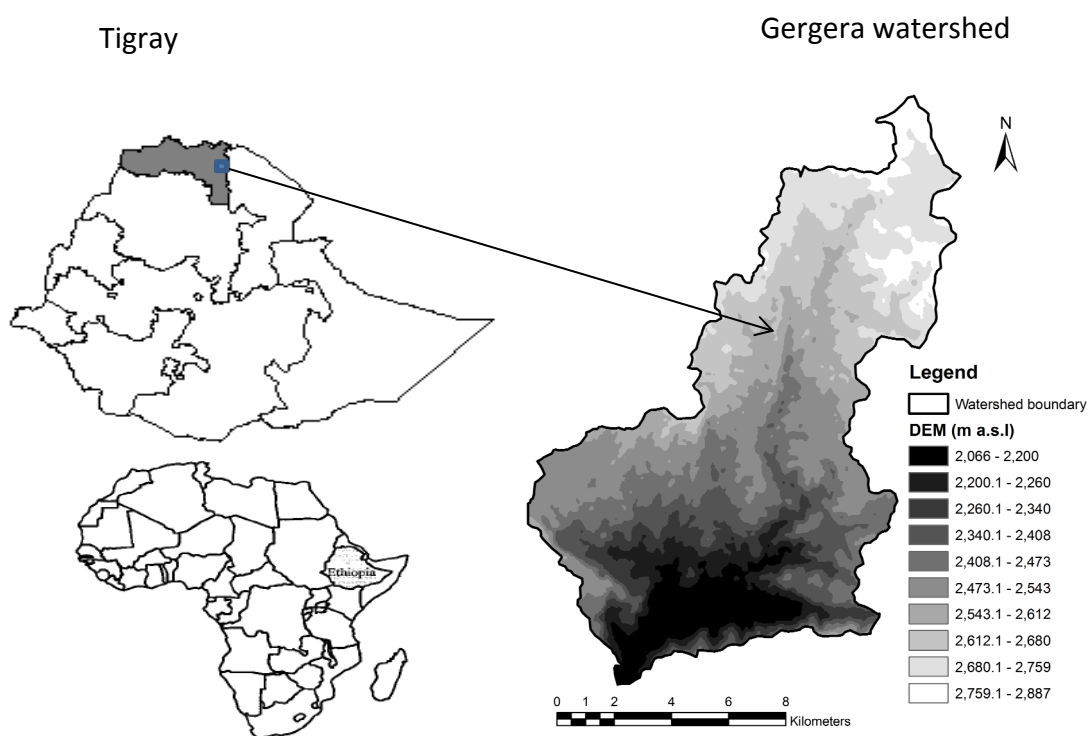 Tigray
Gergera watershed
N
Ethiopia
Legend
Watershed boundary
DEM (m a.s.l)
2,066 - 2,200
2,200.1 - 2,260
2,260.1 - 2,340
2,340.1 - 2,408
2,408.1 - 2,473
2,473.1 - 2,543
2,543.1 - 2,612
2,612.1 - 2,680
2,680.1 - 2,759
2,759.1 - 2,887
0 2 4 6 8
Kilometers